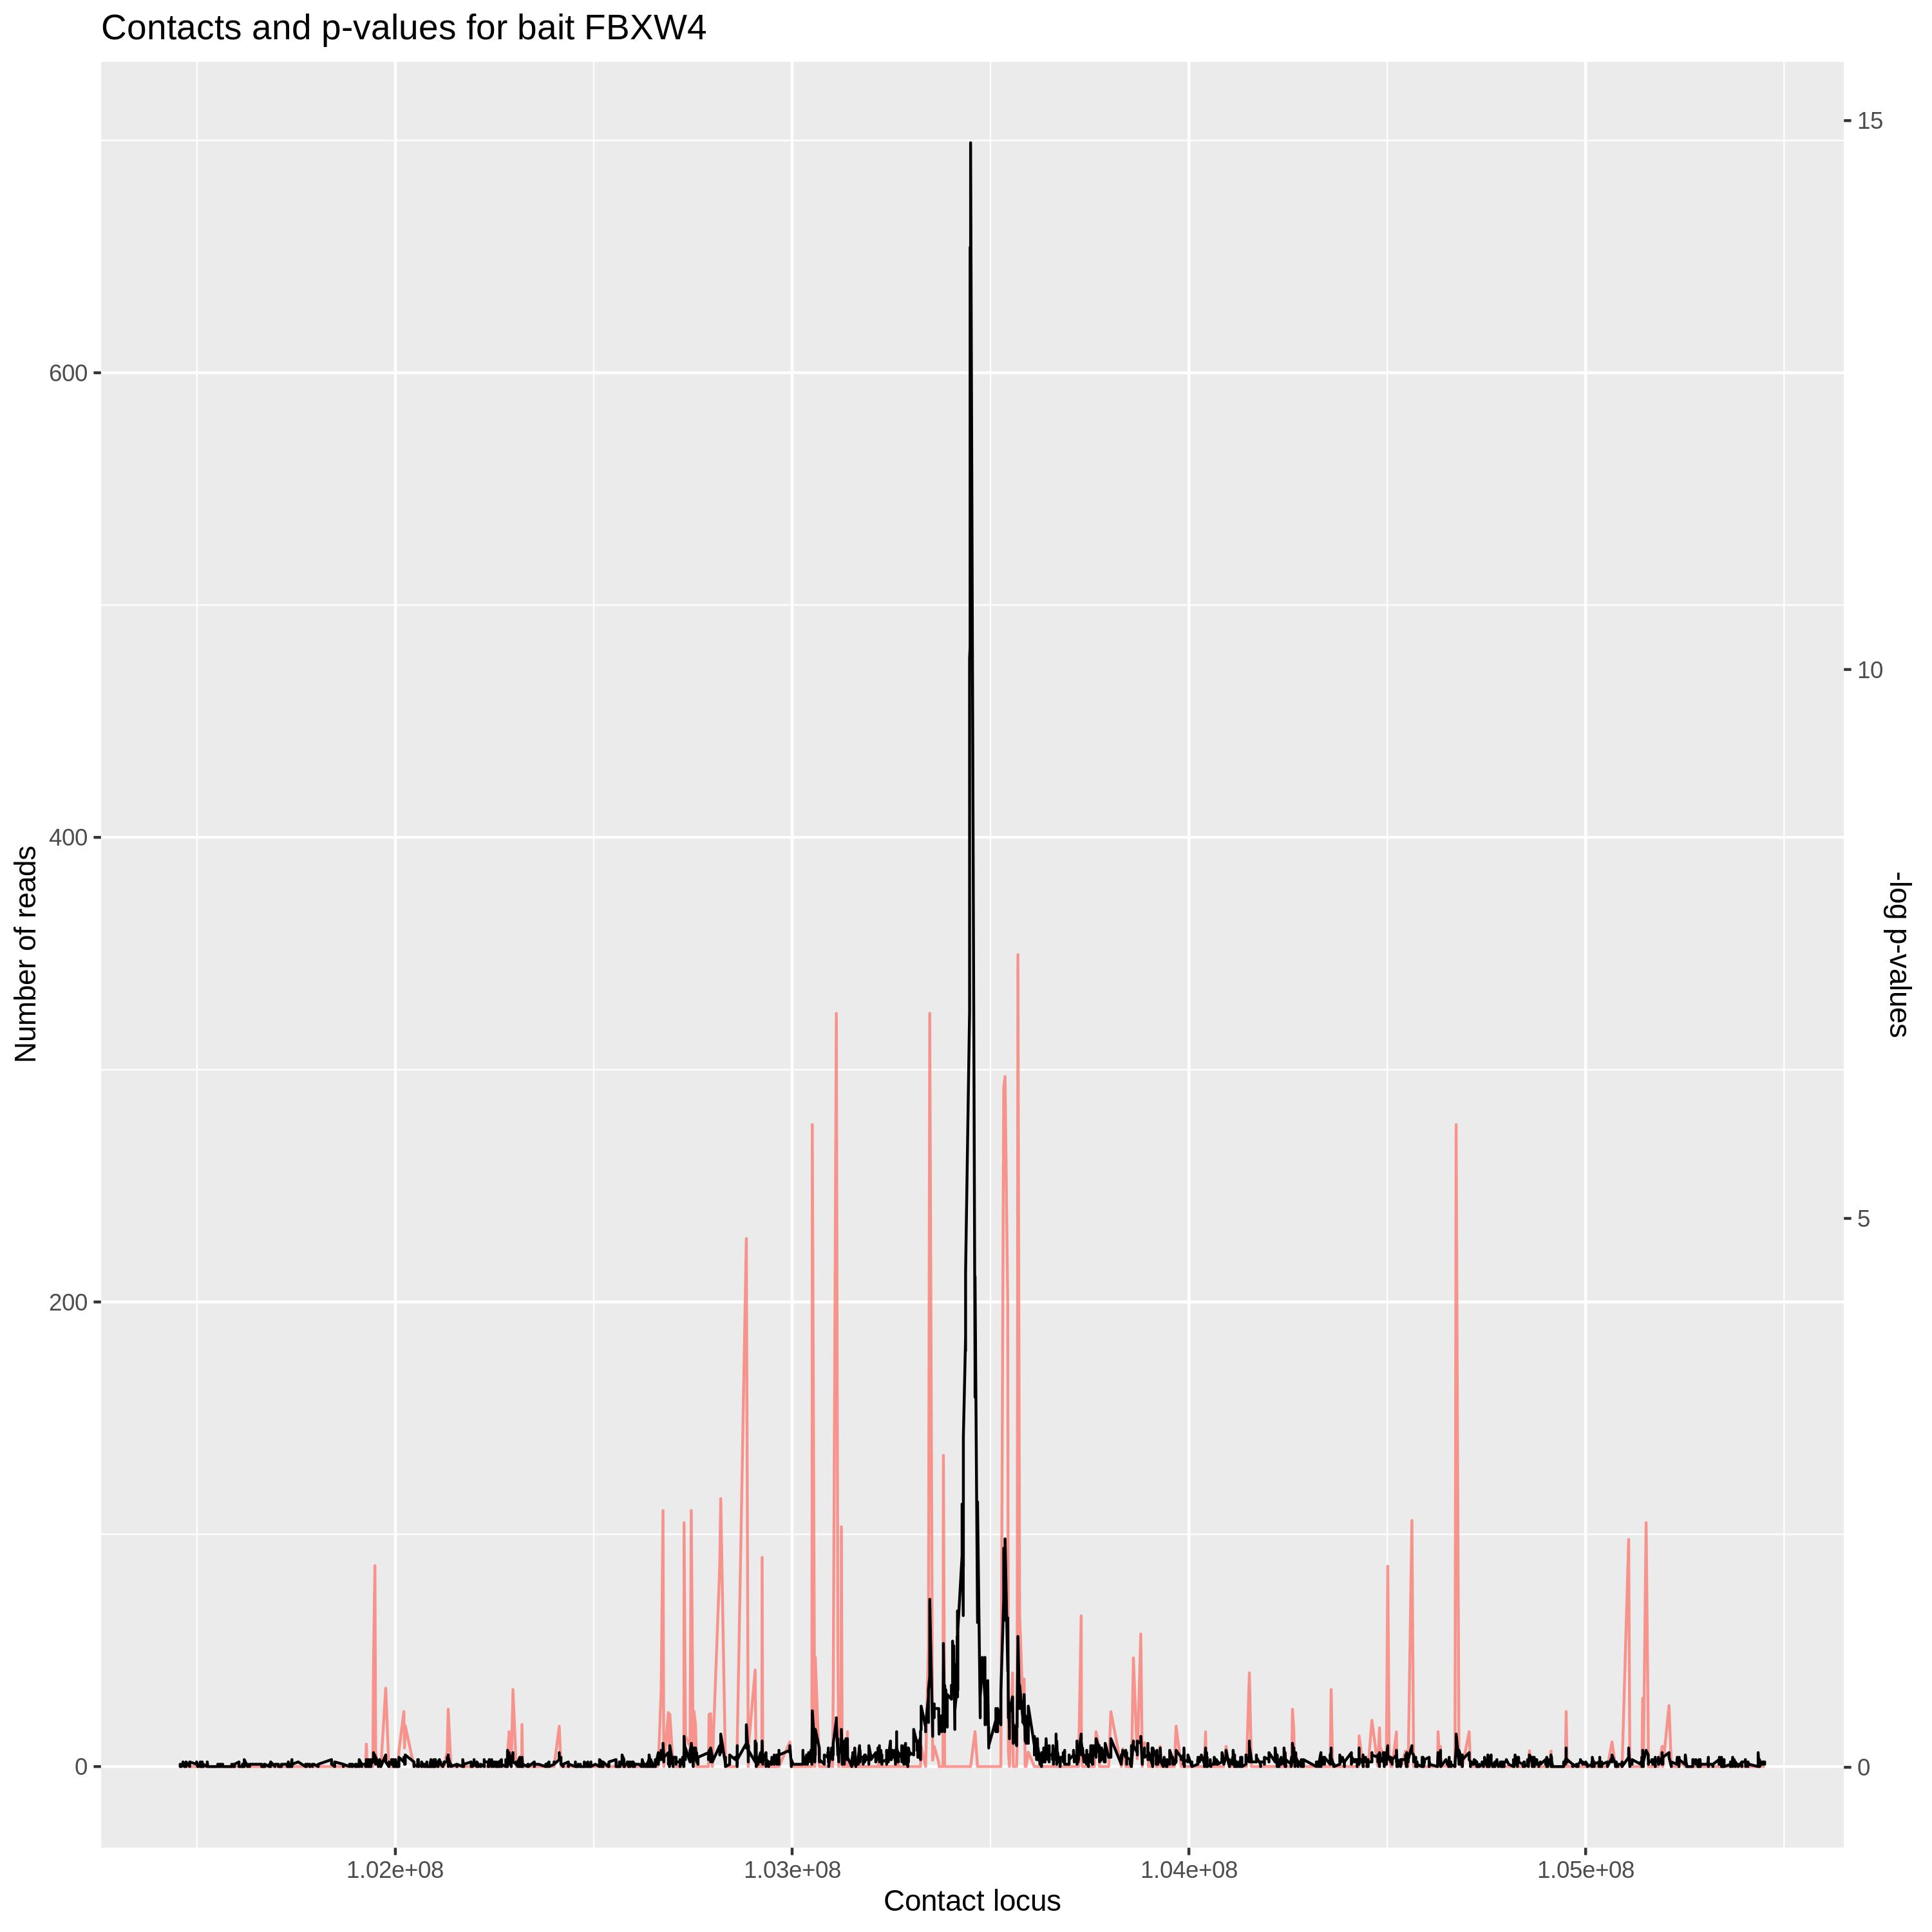 Contacts and p-values for bait FBXW4
Number of reads
600
400
200
0
15
10
5
0
-log p-values
1.02e+08
1.03e+08
1.04e+08
1.05e+08
Contact locus